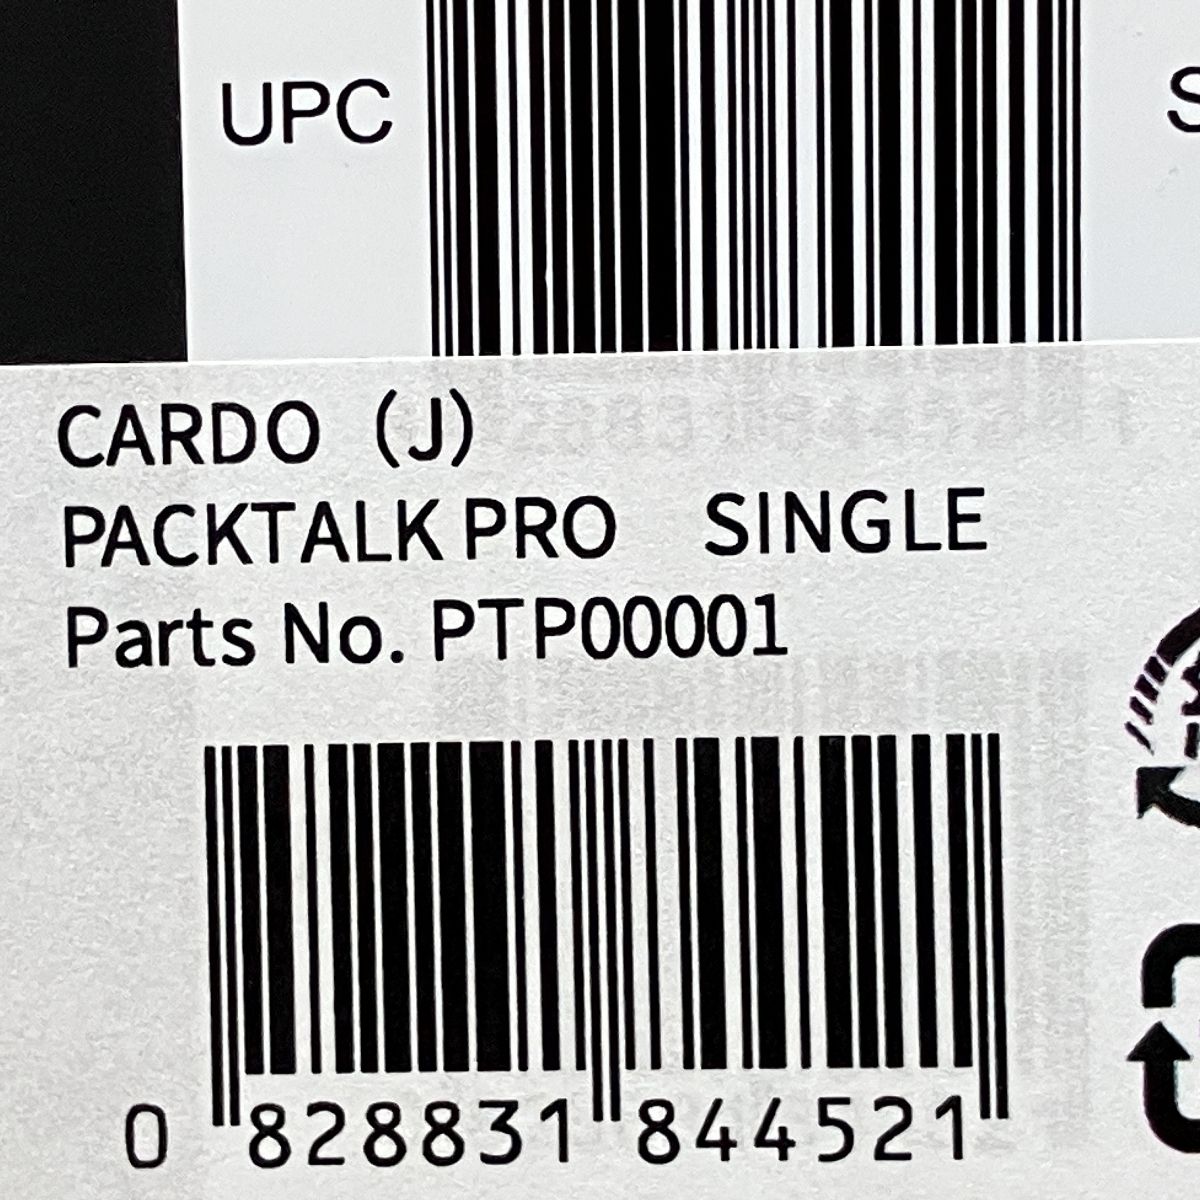 UPC
CARDO (J)
PACKTALK PRO SINGLE
Parts No. PTP00001
0 828831 844521